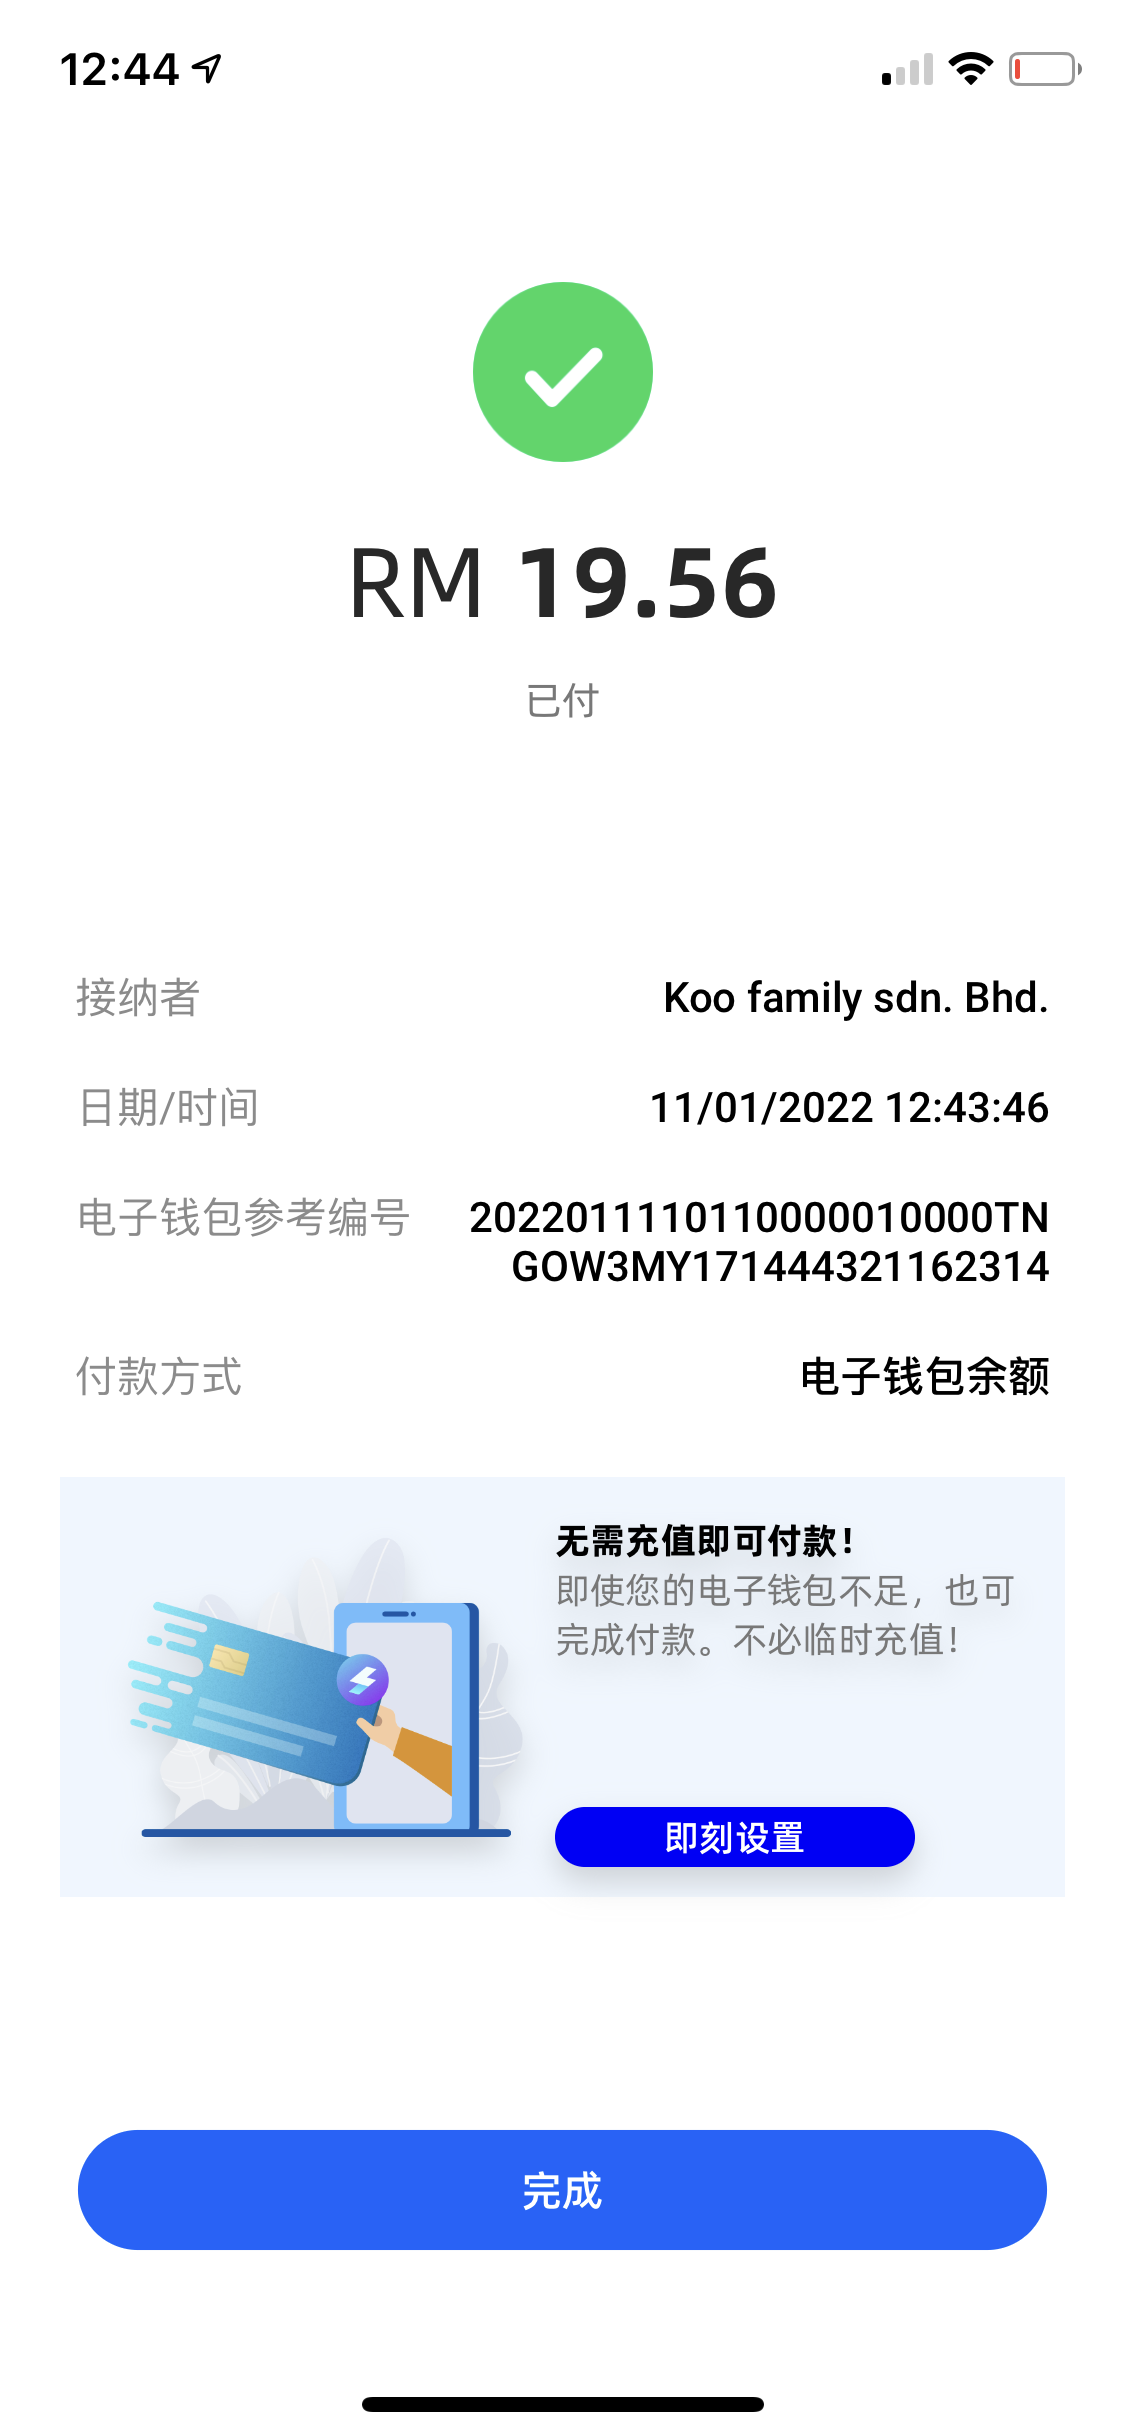 12:44
RM 19.56
已付
接纳者 Koo family sdn. Bhd.
日期/时间 11/01/2022 12:43:46
电子钱包参考编号 20220111110110000010000TN
GOW3MY171444321162314
付款方式 电子钱包余额
无需充值即可付款！
即使您的电子钱包不足，也可
完成付款。不必临时充值！
即刻设置
完成